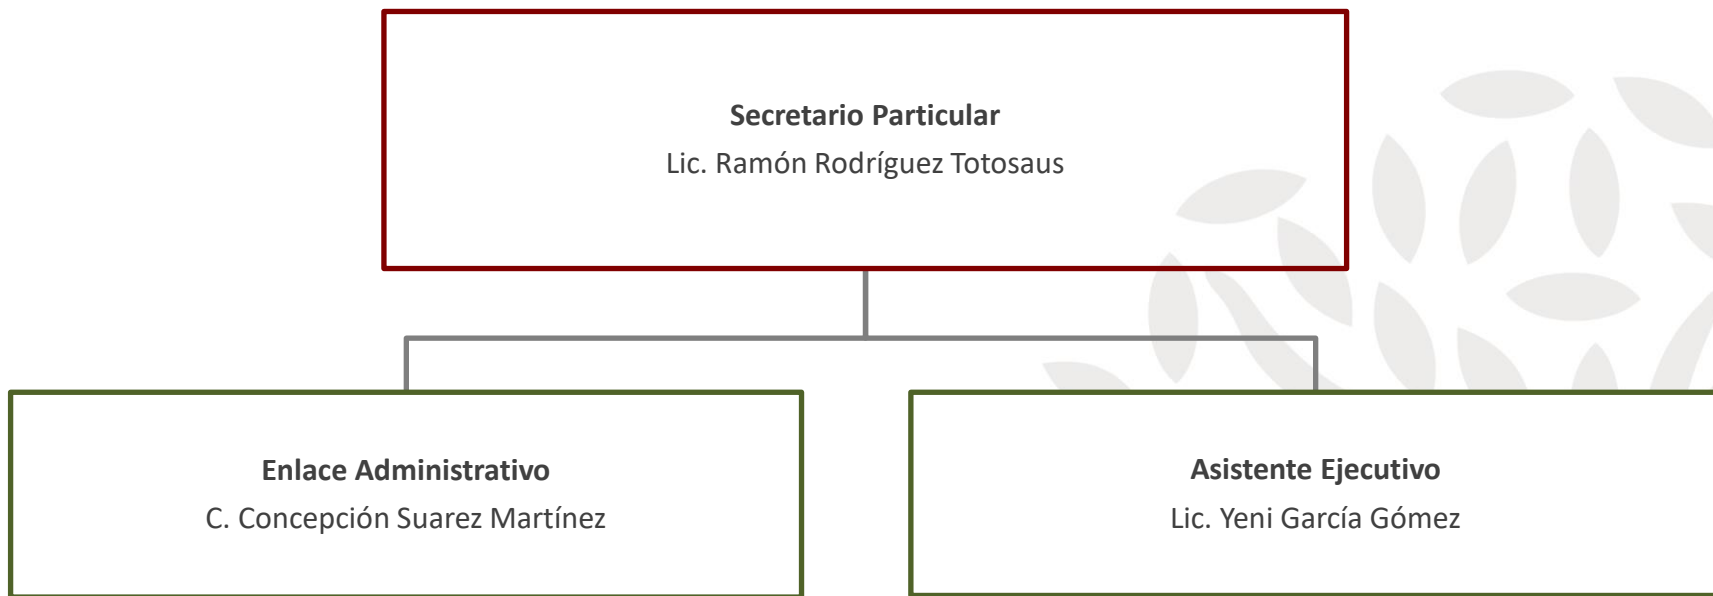 Secretario Particular
Lic. Ramón Rodríguez Totosaus
Enlace Administrativo
C. Concepción Suarez Martínez
Asistente Ejecutivo
Lic. Yeni García Gómez